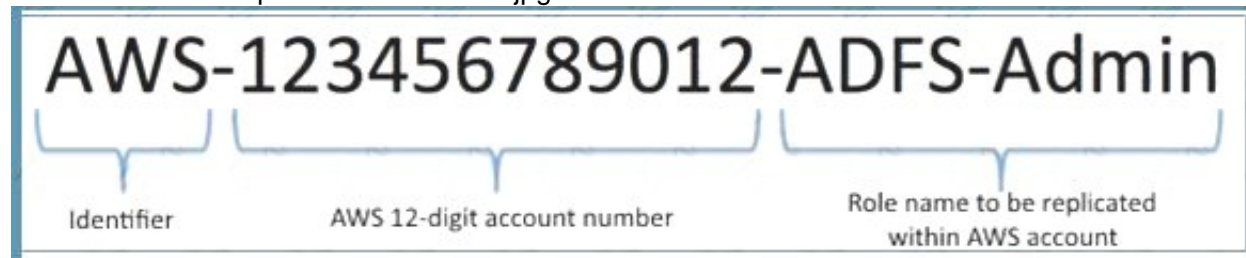 AWS-123456789012-ADFS-Admin
Identifier
AWS 12-digit account number
Role name to be replicated
within AWS account